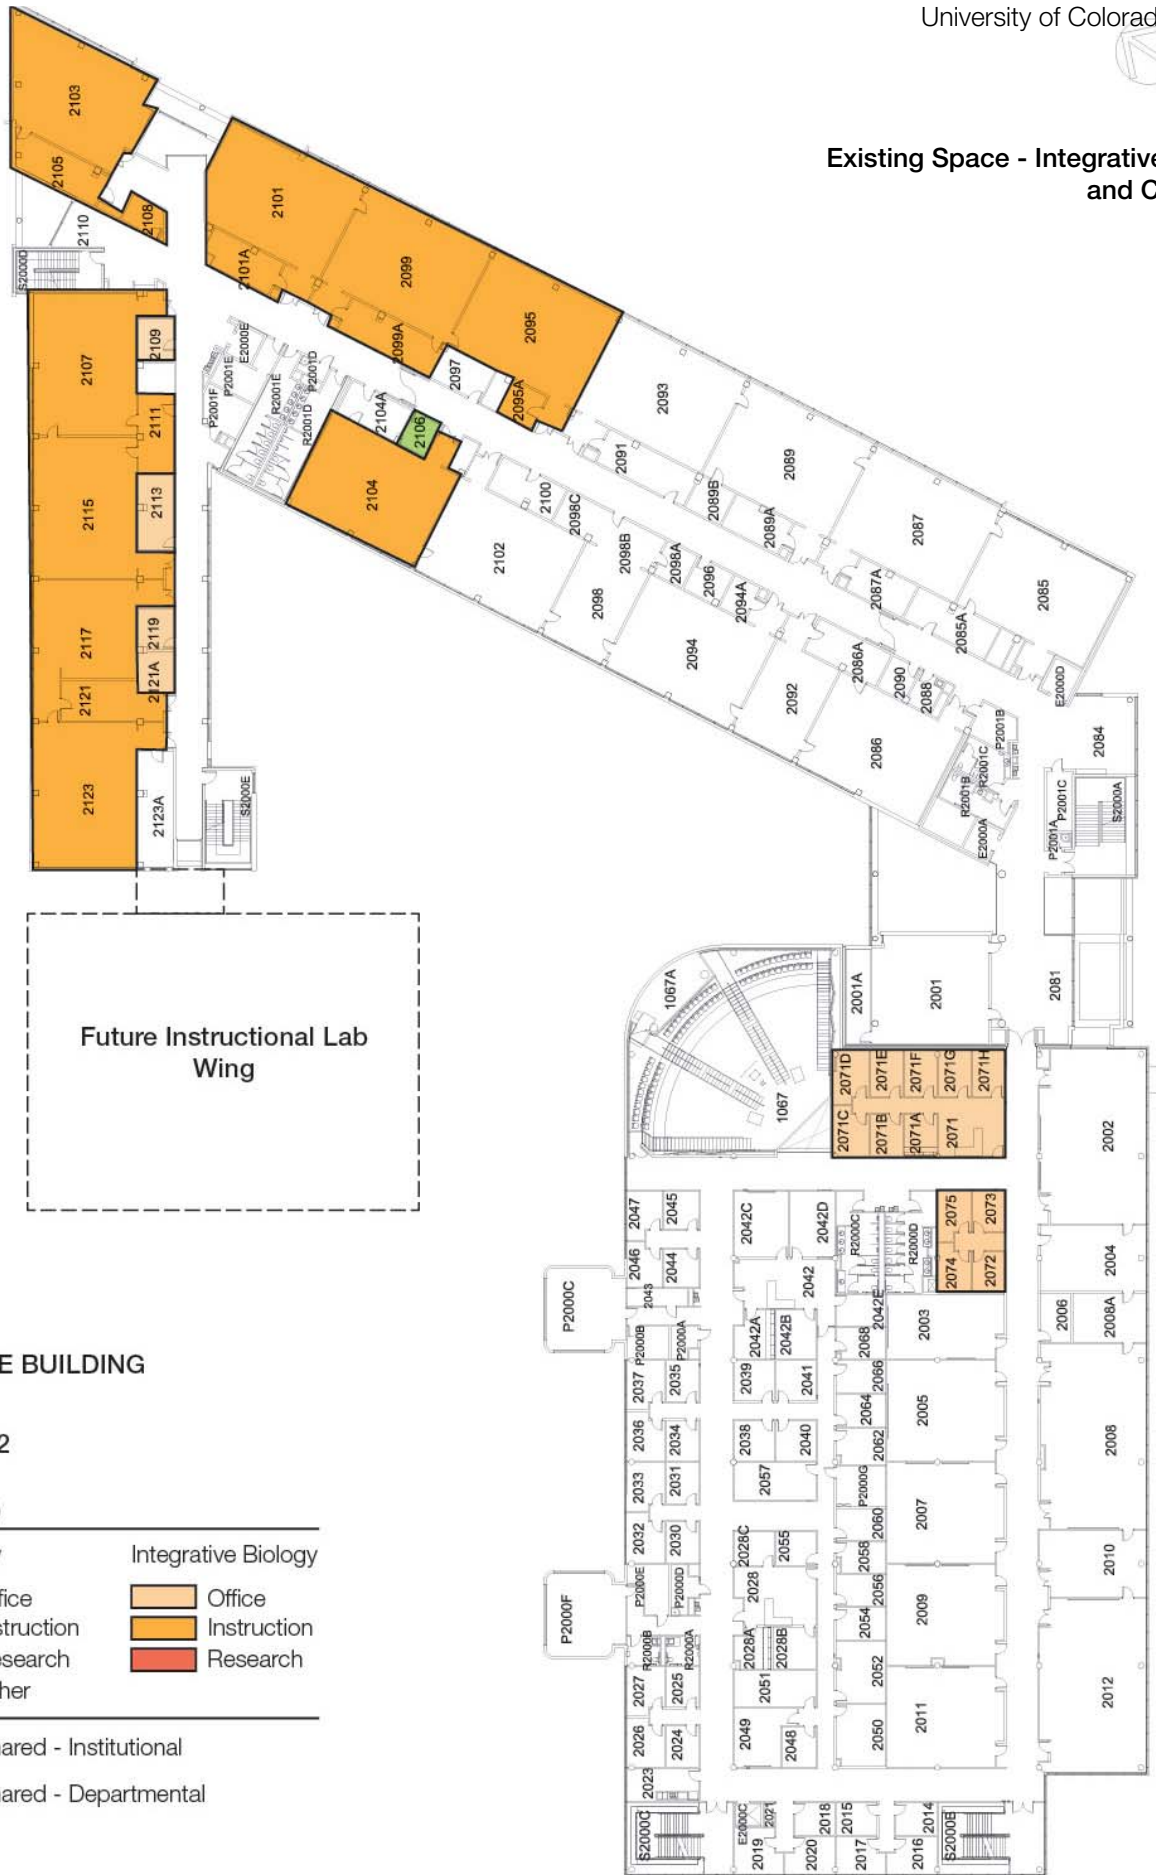 University of Colorad
Existing Space - Integrative
and C
2103
2105
2108
2110
S2000D
2101
2101A
2099
2099A
2095
2095A
2097
2107
2109
2111
2115
2113
2117
2119
2121A
2121
2123
2123A
S2000E
E2000E
P2001E
P2001F
R2001E
R2001D
P2001D
2104A
2106
2104
2093
2091
2089
2089B
2089A
2100
2098C
2102
2098B
2098
2098A
2096
2094A
2094
2092
2087
2087A
2085
2085A
2086A
2090
2088
2086
E2000D
P2001B
R2001C
R2001B
E2000A
2084
P2001C
P2001A
S2000A
2081
2001A
2001
1067A
1067
Future Instructional Lab
Wing
2071D
2071E
2071F
2071G
2071H
2071C
2071B
2071A
2071
2002
2047
2045
2046
2044
2043
2042C
2042D
2042
R2000C
R2000D
2075
2073
2074
2072
2004
2006
2008A
P2000C
P2000B
P2000A
2042A
2042B
2042E
2068
2003
2037
2035
2039
2041
2066
2064
2005
2036
2034
2038
2040
2062
2008
2033
2031
2057
P2000G
2007
2032
2030
2028C
2055
2060
2058
2010
P2000F
P2000E
P2000D
2028
2056
2054
2009
R2000B
R2000A
2028A
2028B
2052
2027
2025
2051
2012
2026
2024
2049
2048
2050
2011
2023
S2000C
E2000C
2021
2019
2018
2020
2015
2017
2014
2016
S2000B
E BUILDING
2
Integrative Biology
fice Office
struction Instruction
esearch Research
her
ared - Institutional
ared - Departmental